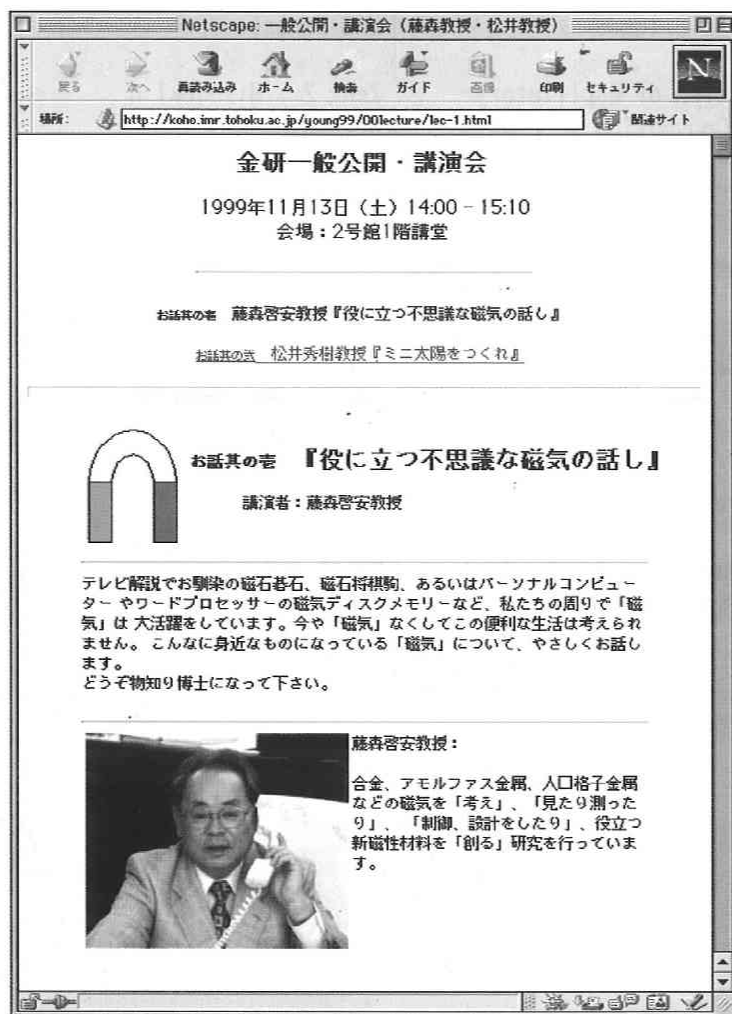 Netscape: 一般公開・講演会（藤森教授・松井教授）
戻る 次へ 再読み込み ホーム 検索 ガイド 画像 印刷 セキュリティ
N
場所: http://koho.imr.tohoku.ac.jp/young99/00lecture/lec-1.html 関連サイト
金研一般公開・講演会
1999年11月13日（土）14:00 - 15:10
会場：2号館1階講堂
お話其の壱 藤森啓安教授『役に立つ不思議な磁気の話し』
お話其の弐 松井秀樹教授『ミニ太陽をつくれ』
お話其の壱 『役に立つ不思議な磁気の話し』
講演者：藤森啓安教授
テレビ解説でお馴染の磁石碁石、磁石将棋駒、あるいはパーソナルコンピュー
ター やワードプロセッサーの磁気ディスクメモリーなど、私たちの周りで「磁
気」は 大活躍をしています。今や「磁気」なくしてこの便利な生活は考えられ
ません。 こんなに身近なものになっている「磁気」について、やさしくお話し
ます。
どうぞ物知り博士になって下さい。
藤森啓安教授：
合金、アモルファス金属、人口格子金属
などの磁気を「考え」、「見たり測った
り」、「制御、設計をしたり」、役立つ
新磁性材料を「創る」研究を行っていま
す。